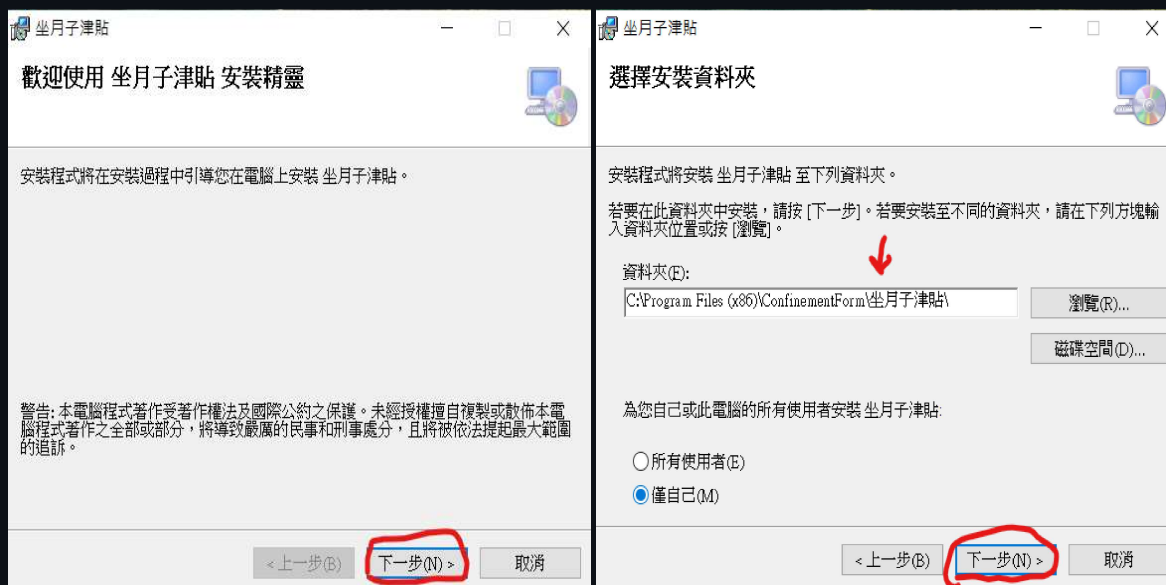 坐月子津貼
歡迎使用 坐月子津貼 安裝精靈
安裝程式將在安裝過程中引導您在電腦上安裝 坐月子津貼。
警告: 本電腦程式著作受著作權法及國際公約之保護。未經授權擅自複製或散佈本電
腦程式著作之全部或部分，將導致嚴厲的民事和刑事處分，且將被依法提起最大範圍
的追訴。
<上一步(B)
下一步(N) >
取消
坐月子津貼
選擇安裝資料夾
安裝程式將安裝 坐月子津貼 至下列資料夾。
若要在此資料夾中安裝，請按 [下一步]。若要安裝至不同的資料夾，請在下列方塊輸
入資料夾位置或按 [瀏覽]。
資料夾(F):
C:\Program Files (x86)\ConfinementForm\坐月子津貼\
瀏覽(R)...
磁碟空間(D)...
為您自己或此電腦的所有使用者安裝 坐月子津貼:
所有使用者(E)
僅自己(M)
<上一步(B)
下一步(N) >
取消